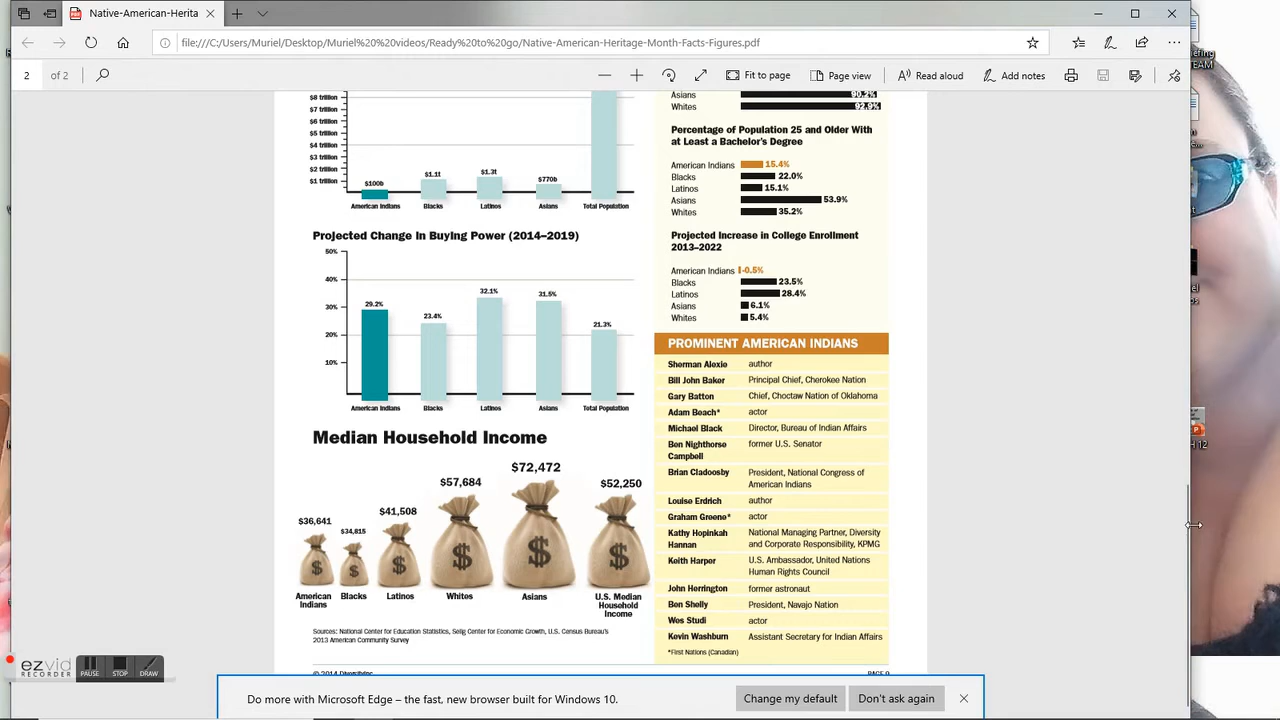 Native-American-Herita
file:///C:/Users/Muriel/Desktop/Muriel%20%20videos/Ready%20to%20go/Native-American-Heritage-Month-Facts-Figures.pdf
2 of 2
Fit to page
Page view
Read aloud
Add notes
$8 trillion
$7 trillion
$6 trillion
$5 trillion
$4 trillion
$3 trillion
$2 trillion
$1 trillion
$100b
$1.1t
$1.3t
$770b
American Indians Blacks Latinos Asians Total Population
Projected Change In Buying Power (2014–2019)
50%
40%
30%
20%
10%
29.2%
23.4%
32.1%
31.5%
21.3%
American Indians Blacks Latinos Asians Total Population
Median Household Income
$36,641
$34,815
$41,508
$57,684
$72,472
$52,250
American Indians
Blacks
Latinos
Whites
Asians
U.S. Median Household Income
Sources: National Center for Education Statistics, Selig Center for Economic Growth, U.S. Census Bureau's
2013 American Community Survey
© 2014 DiversityInc
PAGE 9
Asians 90.2%
Whites 92.9%
Percentage of Population 25 and Older With
at Least a Bachelor's Degree
American Indians 15.4%
Blacks 22.0%
Latinos 15.1%
Asians 53.9%
Whites 35.2%
Projected Increase in College Enrollment
2013–2022
American Indians -0.5%
Blacks 23.5%
Latinos 28.4%
Asians 6.1%
Whites 5.4%
PROMINENT AMERICAN INDIANS
Sherman Alexie author
Bill John Baker Principal Chief, Cherokee Nation
Gary Batton Chief, Choctaw Nation of Oklahoma
Adam Beach* actor
Michael Black Director, Bureau of Indian Affairs
Ben Nighthorse former U.S. Senator
Campbell
Brian Cladoosby President, National Congress of
American Indians
Louise Erdrich author
Graham Greene* actor
Kathy Hopinkah National Managing Partner, Diversity
Hannan and Corporate Responsibility, KPMG
Keith Harper U.S. Ambassador, United Nations
Human Rights Council
John Herrington former astronaut
Ben Shelly President, Navajo Nation
Wes Studi actor
Kevin Washburn Assistant Secretary for Indian Affairs
*First Nations (Canadian)
ezvid
RECORDER
PAUSE STOP DRAW
Do more with Microsoft Edge – the fast, new browser built for Windows 10.
Change my default
Don't ask again